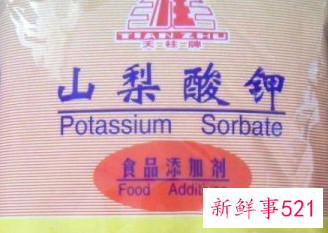 TIAN ZHU
天柱牌
山梨酸钾
Potassium Sorbate
食品添加剂
Food
新鲜事521